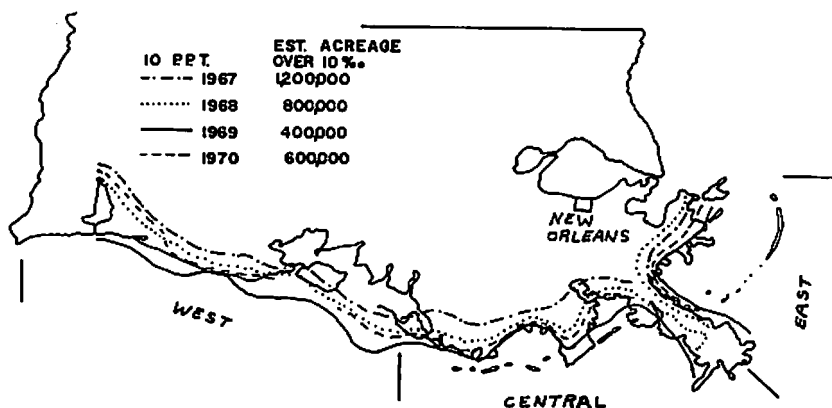 10 P.P.T.
EST. ACREAGE
OVER 10‰
1967 1,200,000
1968 800,000
1969 400,000
1970 600,000
NEW
ORLEANS
WEST
EAST
CENTRAL